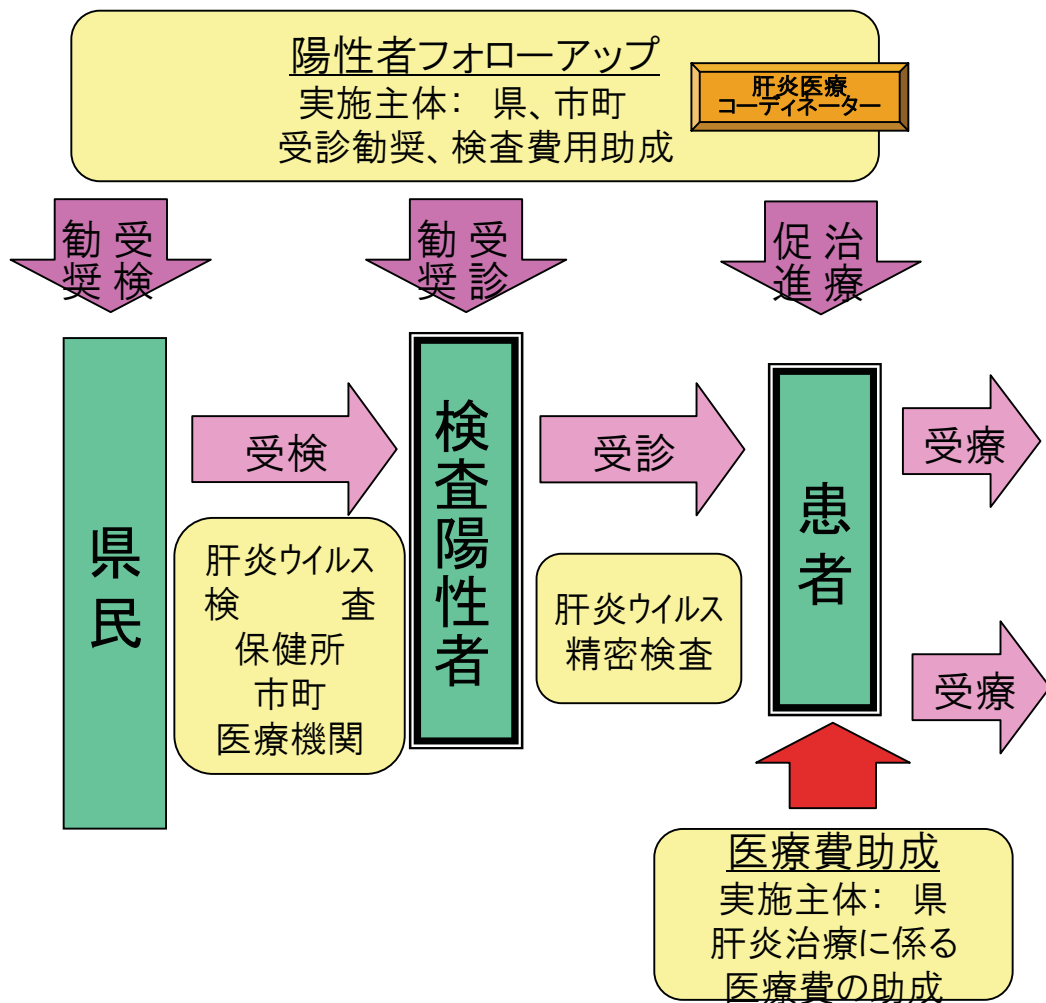 陽性者フォローアップ
実施主体： 県、市町
受診勧奨、検査費用助成
肝炎医療
コーディネーター
受検
勧奨
受診
勧奨
治療
促進
県民
受検
肝炎ウイルス
検　　　査
保健所
市町
医療機関
検査陽性者
受診
肝炎ウイルス
精密検査
患者
受療
受療
医療費助成
実施主体： 県
肝炎治療に係る
医療費の助成